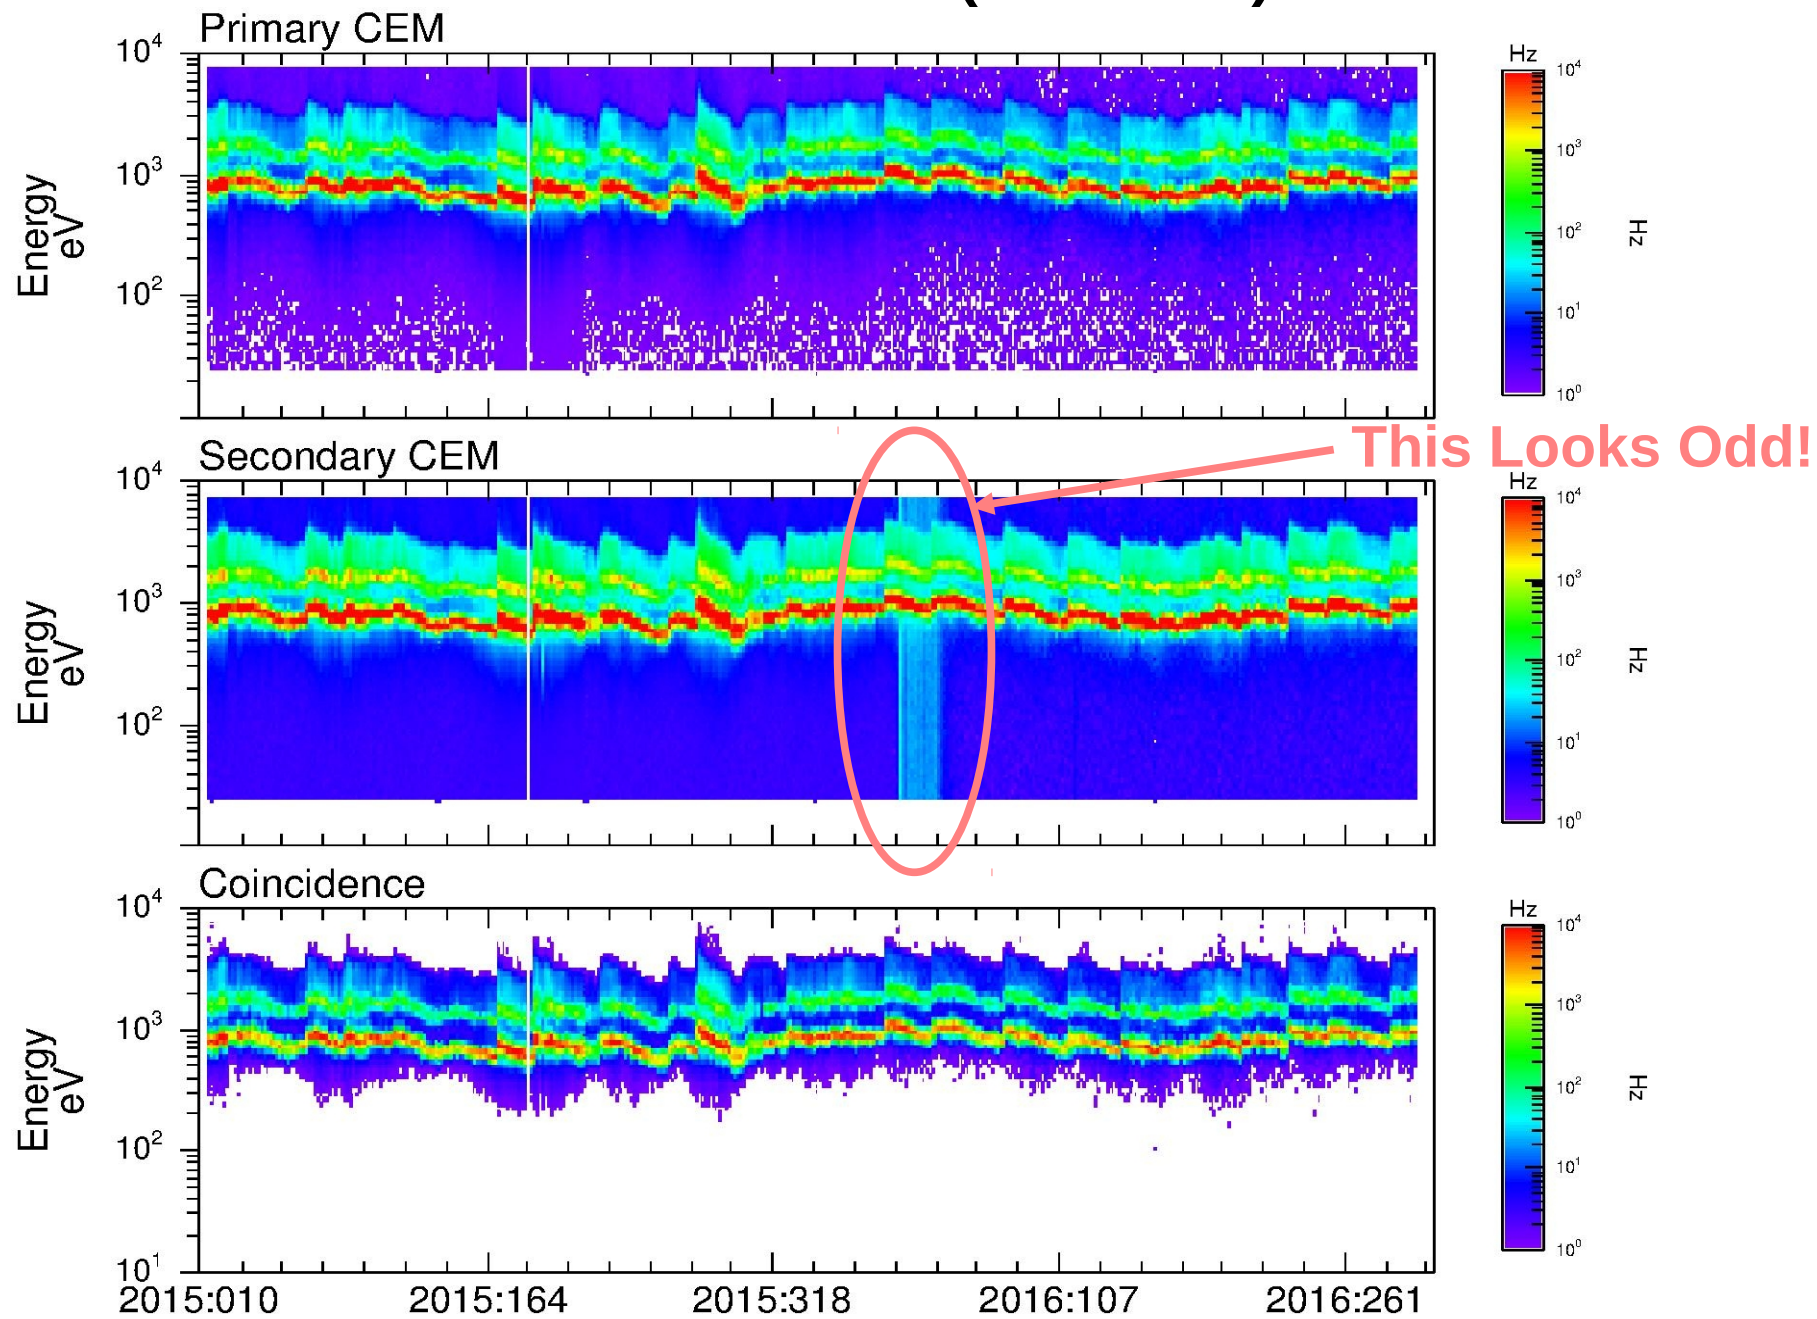 Primary CEM
10⁴
10³
10²
Energy
eV
Hz
10⁴
10³
10²
10¹
10⁰
Hz
This Looks Odd!
Secondary CEM
10⁴
10³
10²
Energy
eV
Hz
10⁴
10³
10²
10¹
10⁰
Hz
Coincidence
10⁴
10³
10²
10¹
Energy
eV
Hz
10⁴
10³
10²
10¹
10⁰
Hz
2015:010 2015:164 2015:318 2016:107 2016:261